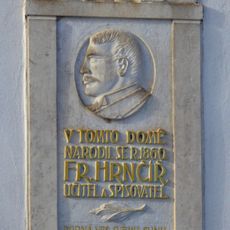 V TOMTO DOMĚ
NARODIL SE R.1860
FR. HRNČÍŘ,
UČITEL A SPISOVATEL.